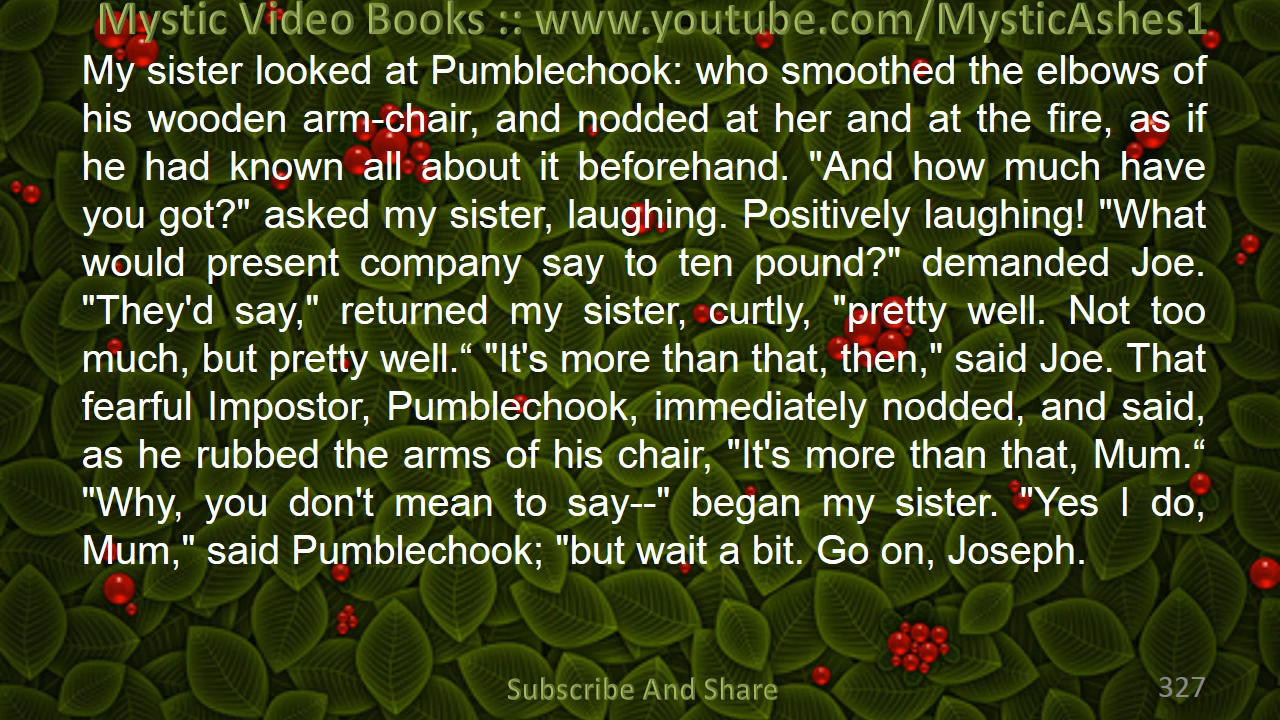 Mystic Video Books :: www.youtube.com/MysticAshes1
My sister looked at Pumblechook: who smoothed the elbows of
his wooden arm-chair, and nodded at her and at the fire, as if
he had known all about it beforehand. "And how much have
you got?" asked my sister, laughing. Positively laughing! "What
would present company say to ten pound?" demanded Joe.
"They'd say," returned my sister, curtly, "pretty well. Not too
much, but pretty well.“ "It's more than that, then," said Joe. That
fearful Impostor, Pumblechook, immediately nodded, and said,
as he rubbed the arms of his chair, "It's more than that, Mum.“
"Why, you don't mean to say--" began my sister. "Yes I do,
Mum," said Pumblechook; "but wait a bit. Go on, Joseph.
Subscribe And Share
327